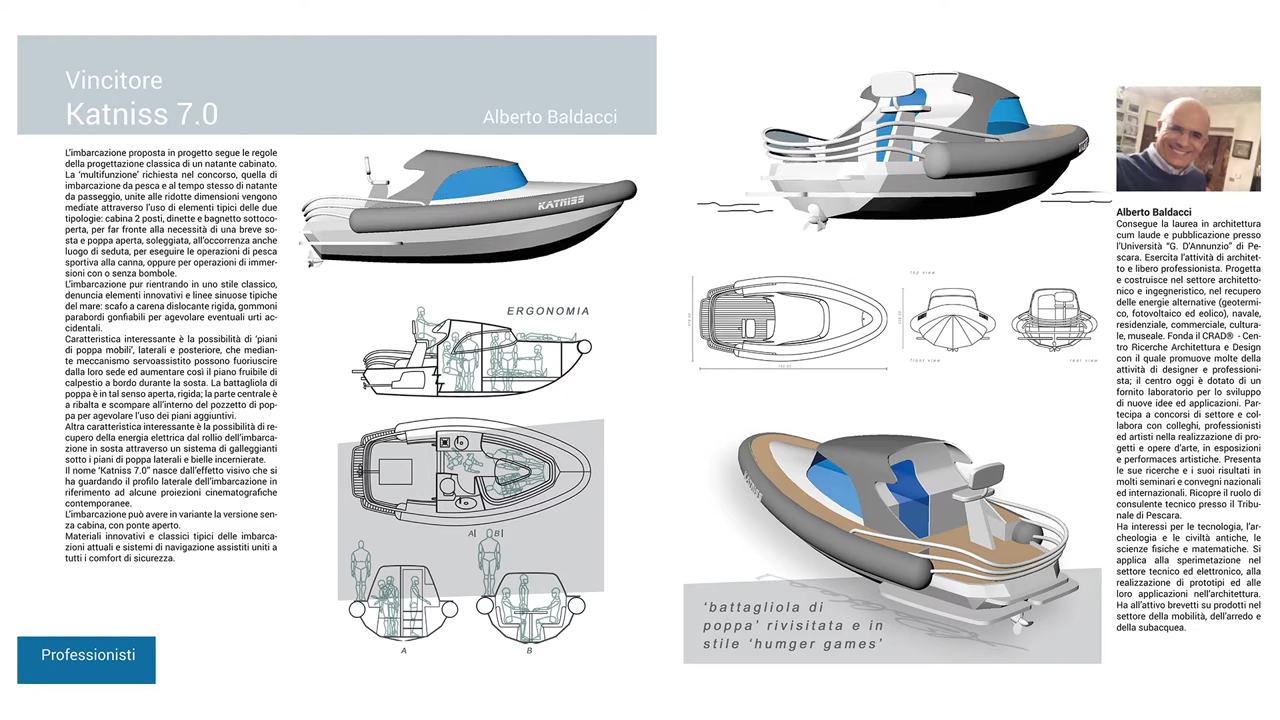 Vincitore
Katniss 7.0
Alberto Baldacci
L'imbarcazione proposta in progetto segue le regole
della progettazione classica di un natante cabinato.
La 'multifunzione' richiesta nel concorso, quella di
imbarcazione da pesca e al tempo stesso di natante
da passeggio, unite alle ridotte dimensioni vengono
mediate attraverso l'uso di elementi tipici delle due
tipologie: cabina 2 posti, dinette e bagnetto sottoco-
perta, per far fronte alla necessità di una breve so-
sta e poppa aperta, soleggiata, all'occorrenza anche
luogo di seduta, per eseguire le operazioni di pesca
sportiva alla canna, oppure per operazioni di immer-
sioni con o senza bombole.
L'imbarcazione pur rientrando in uno stile classico,
denuncia elementi innovativi e linee sinuose tipiche
del mare: scafo a carena dislocante rigida, gommoni
parabordi gonfiabili per agevolare eventuali urti ac-
cidentali.
Caratteristica interessante è la possibilità di 'piani
di poppa mobili', laterali e posteriore, che median-
te meccanismo servoassistito possono fuoriuscire
dalla loro sede ed aumentare così il piano fruibile di
calpestio a bordo durante la sosta. La battagliola di
poppa è in tal senso aperta, rigida; la parte centrale è
a ribalta e scompare all'interno del pozzetto di pop-
pa per agevolare l'uso dei piani aggiuntivi.
Altra caratteristica interessante è la possibilità di re-
cupero della energia elettrica dal rollio dell'imbarca-
zione in sosta attraverso un sistema di galleggianti
sotto i piani di poppa laterali e bielle incernierate.
Il nome "Katniss 7.0" nasce dall'effetto visivo che si
ha guardando il profilo laterale dell'imbarcazione in
riferimento ad alcune proiezioni cinematografiche
contemporanee.
L'imbarcazione può avere in variante la versione sen-
za cabina, con ponte aperto.
Materiali innovativi e classici tipici delle imbarca-
zioni attuali e sistemi di navigazione assistiti uniti a
tutti i comfort di sicurezza.
Professionisti
KATNISS
ERGONOMIA
A| B|
A
B
top view
front view
rear view
'battagliola di
poppa' rivisitata e in
stile 'humger games'
Alberto Baldacci
Consegue la laurea in architettura
cum laude e pubblicazione presso
l'Università "G. D'Annunzio" di Pe-
scara. Esercita l'attività di architet-
to e libero professionista. Progetta
e costruisce nel settore architetto-
nico e ingegneristico, nel recupero
delle energie alternative (geotermi-
co, fotovoltaico ed eolico), navale,
residenziale, commerciale, cultura-
le, museale. Fonda il CRAD® - Cen-
tro Ricerche Architettura e Design
con il quale promuove molte della
attività di designer e professioni-
sta; il centro oggi è dotato di un
fornito laboratorio per lo sviluppo
di nuove idee ed applicazioni. Par-
tecipa a concorsi di settore e col-
labora con colleghi, professionisti
ed artisti nella realizzazione di pro-
getti e opere d'arte, in esposizioni
e performaces artistiche. Presenta
le sue ricerche e i suoi risultati in
molti seminari e convegni nazionali
ed internazionali. Ricopre il ruolo di
consulente tecnico presso il Tribu-
nale di Pescara.
Ha interessi per le tecnologia, l'ar-
cheologia e le civiltà antiche, le
scienze fisiche e matematiche. Si
applica alla sperimetazione nel
settore tecnico ed elettronico, alla
realizzazione di prototipi ed alle
loro applicazioni nell'architettura.
Ha all'attivo brevetti su prodotti nel
settore della mobilità, dell'arredo e
della subacquea.